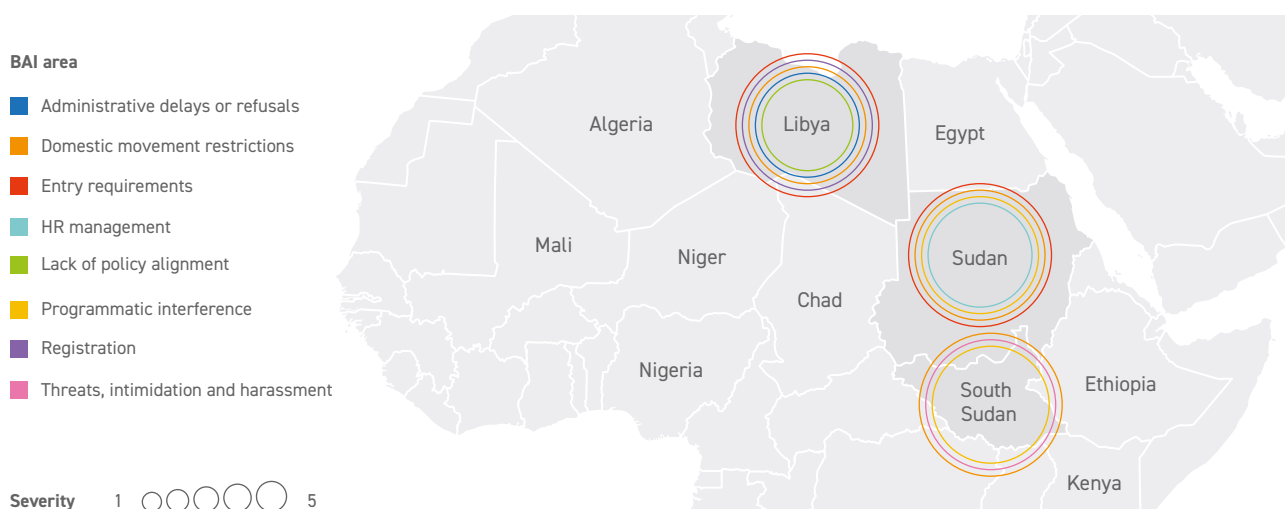 BAI area
Administrative delays or refusals
Domestic movement restrictions
Entry requirements
HR management
Lack of policy alignment
Programmatic interference
Registration
Threats, intimidation and harassment
Severity 1 5
Algeria
Libya
Egypt
Mali
Niger
Chad
Sudan
Nigeria
South
Sudan
Ethiopia
Kenya